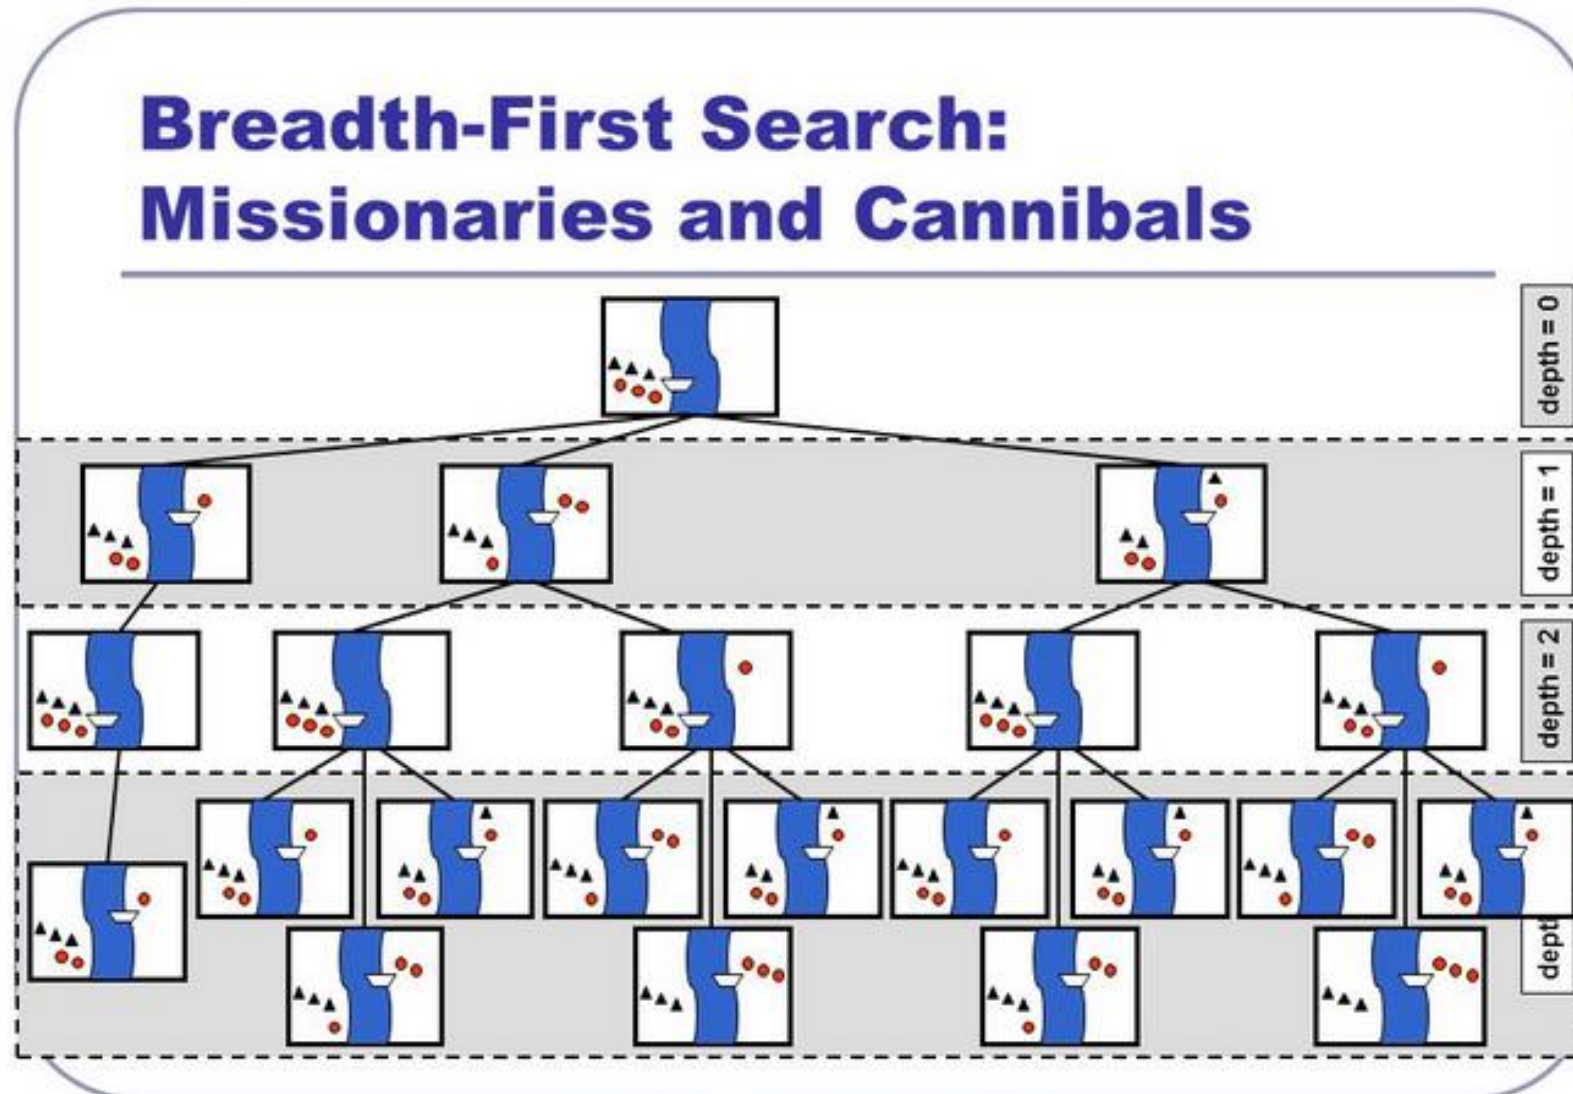 Breadth-First Search:
Missionaries and Cannibals
depth = 0
depth = 1
depth = 2